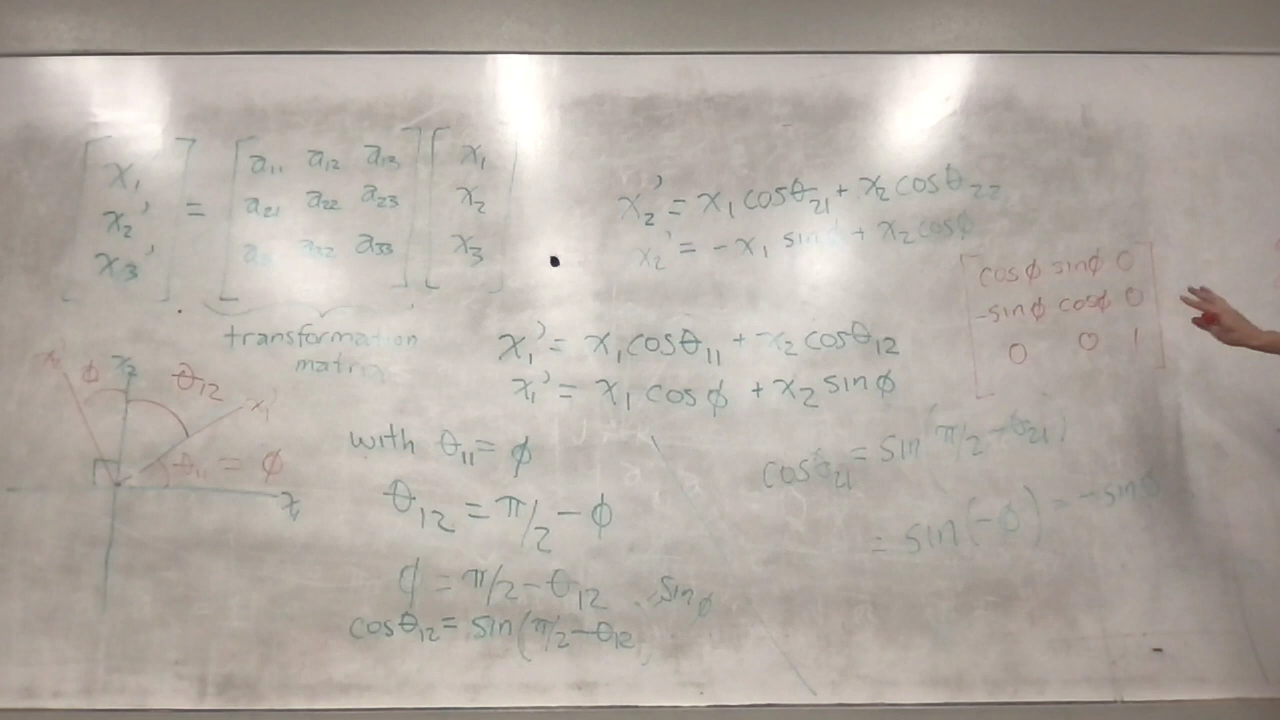 [x₁ x₂' x₃'] = [a₁₁ a₁₂ a₁₃
a₂₁ a₂₂ a₂₃
a₃₂ a₃₃] [x₁ x₂ x₃]
transformation
matrix
x₂' = x₁ cosθ₂₁ + x₂ cosθ₂₂
x₂' = -x₁ sin + x₂ cosϕ
cosϕ sinϕ 0
-sinϕ cosϕ 0
0 0 1
x₁' = x₁ cosθ₁₁ + x₂ cosθ₁₂
x₁' = x₁ cosϕ + x₂ sinϕ
ϕ x₂ θ₁₂
x₁'
θ₁₁ = ϕ
x₁
with θ₁₁ = ϕ
θ₁₂ = π/2 - ϕ
ϕ = π/2 - θ₁₂ sinϕ
cosθ₁₂ = sin(π/2 - θ₁₂
cosθ₂₁ = sin(π/2 - θ₂₁)
= sin(-ϕ) = -sinϕ